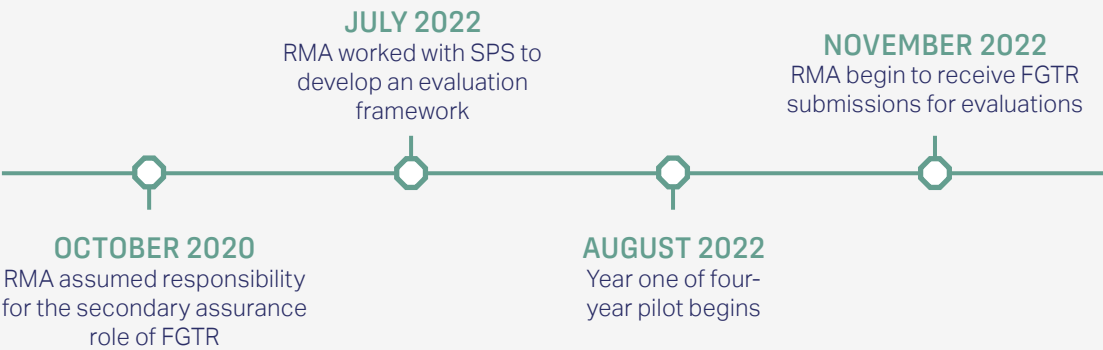 JULY 2022
RMA worked with SPS to
develop an evaluation
framework
NOVEMBER 2022
RMA begin to receive FGTR
submissions for evaluations
OCTOBER 2020
RMA assumed responsibility
for the secondary assurance
role of FGTR
AUGUST 2022
Year one of four-
year pilot begins